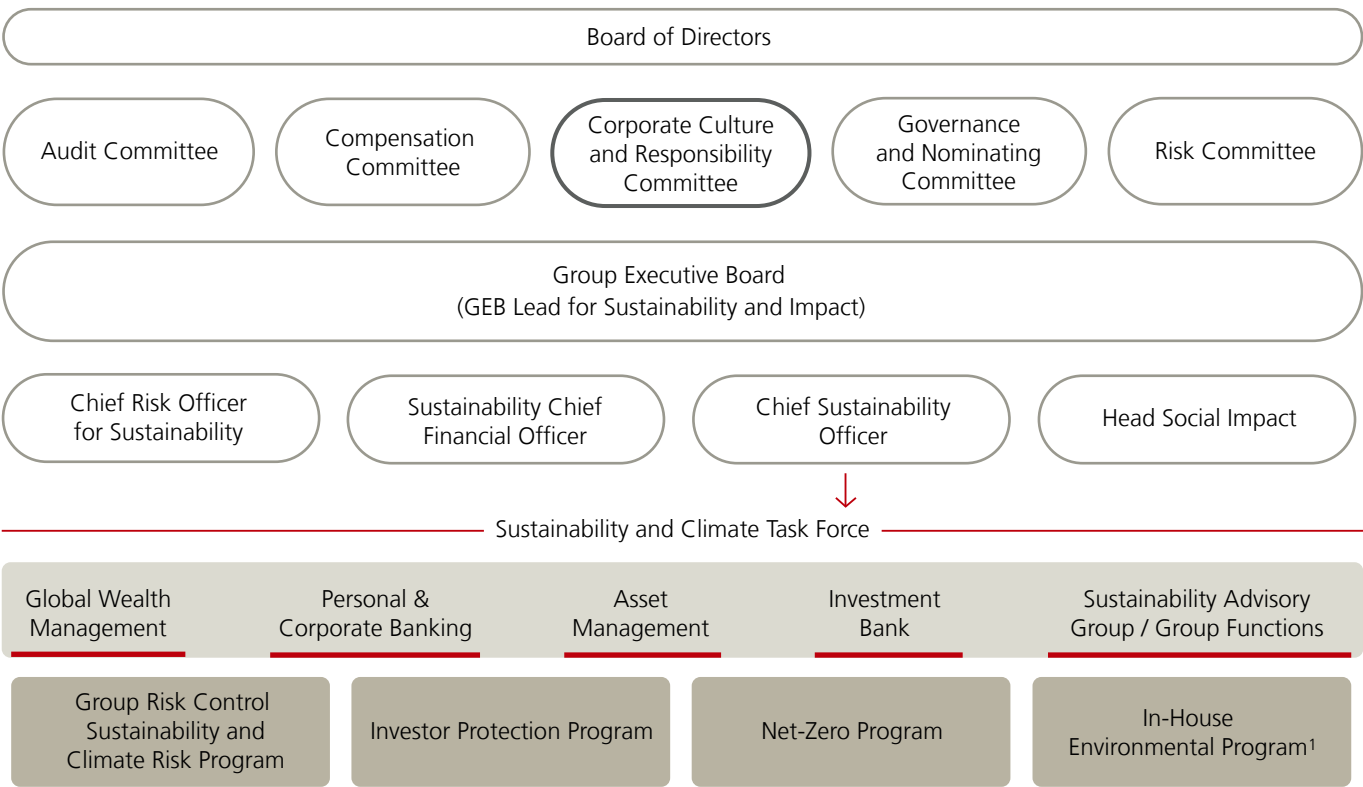 Board of Directors
Audit Committee
Compensation
Committee
Corporate Culture
and Responsibility
Committee
Governance
and Nominating
Committee
Risk Committee
Group Executive Board
(GEB Lead for Sustainability and Impact)
Chief Risk Officer
for Sustainability
Sustainability Chief
Financial Officer
Chief Sustainability
Officer
Head Social Impact
Sustainability and Climate Task Force
Global Wealth
Management
Personal &
Corporate Banking
Asset
Management
Investment
Bank
Sustainability Advisory
Group / Group Functions
Group Risk Control
Sustainability and
Climate Risk Program
Investor Protection Program
Net-Zero Program
In-House
Environmental Program¹